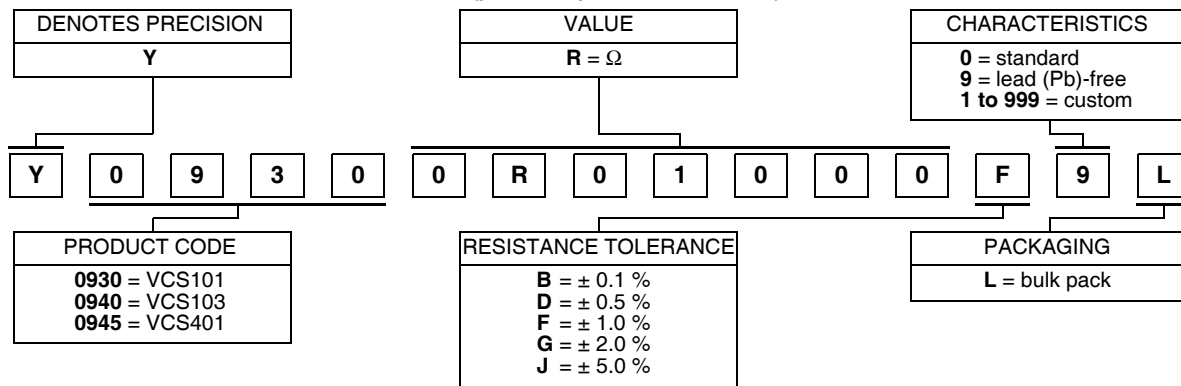 DENOTES PRECISION
Y
VALUE
R = Ω
CHARACTERISTICS
0 = standard
9 = lead (Pb)-free
1 to 999 = custom
Y 0 9 3 0 0 R 0 1 0 0 0 F 9 L
PRODUCT CODE
0930 = VCS101
0940 = VCS103
0945 = VCS401
RESISTANCE TOLERANCE
B = ± 0.1 %
D = ± 0.5 %
F = ± 1.0 %
G = ± 2.0 %
J = ± 5.0 %
PACKAGING
L = bulk pack